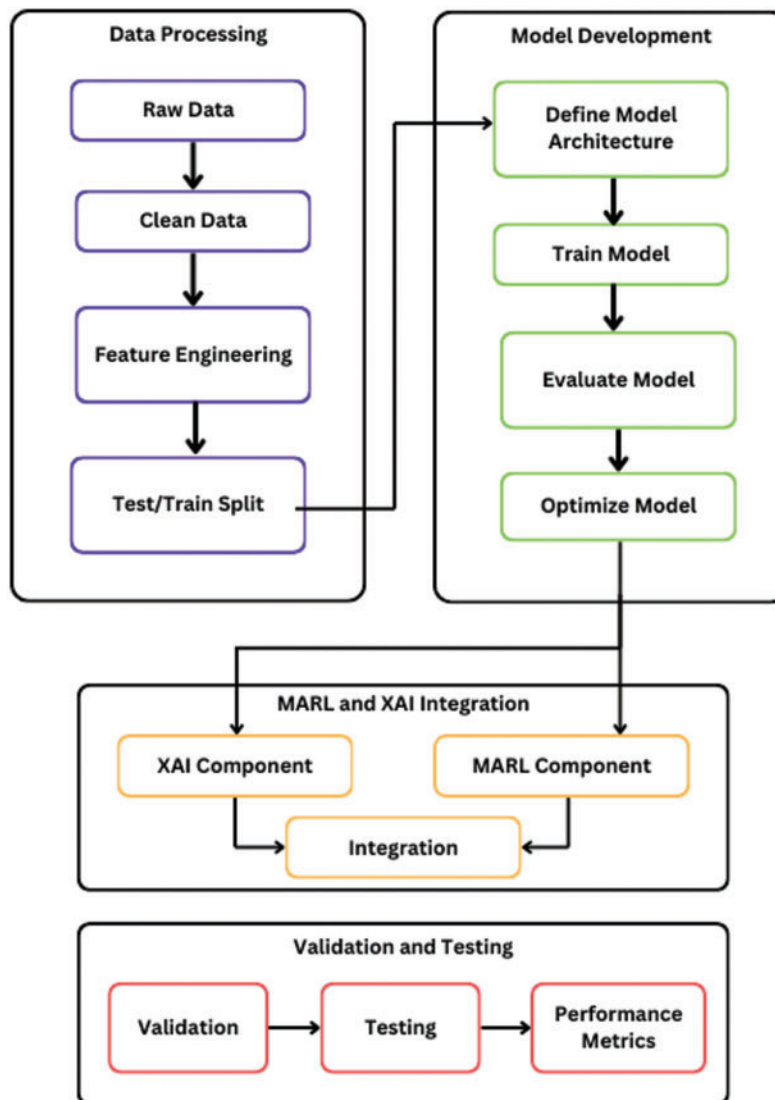 Data Processing
Raw Data
Clean Data
Feature Engineering
Test/Train Split
Model Development
Define Model
Architecture
Train Model
Evaluate Model
Optimize Model
MARL and XAI Integration
XAI Component
MARL Component
Integration
Validation and Testing
Validation
Testing
Performance
Metrics